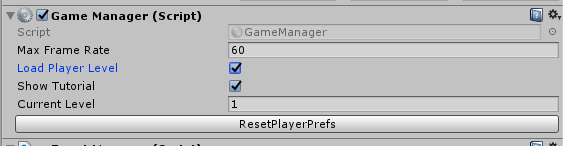 Game Manager (Script)
Script GameManager
Max Frame Rate 60
Load Player Level
Show Tutorial
Current Level 1
ResetPlayerPrefs